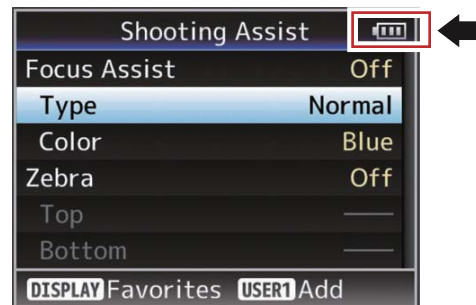 Shooting Assist
Focus Assist Off
Type Normal
Color Blue
Zebra Off
Top ——
Bottom ——
DISPLAY Favorites USER1 Add